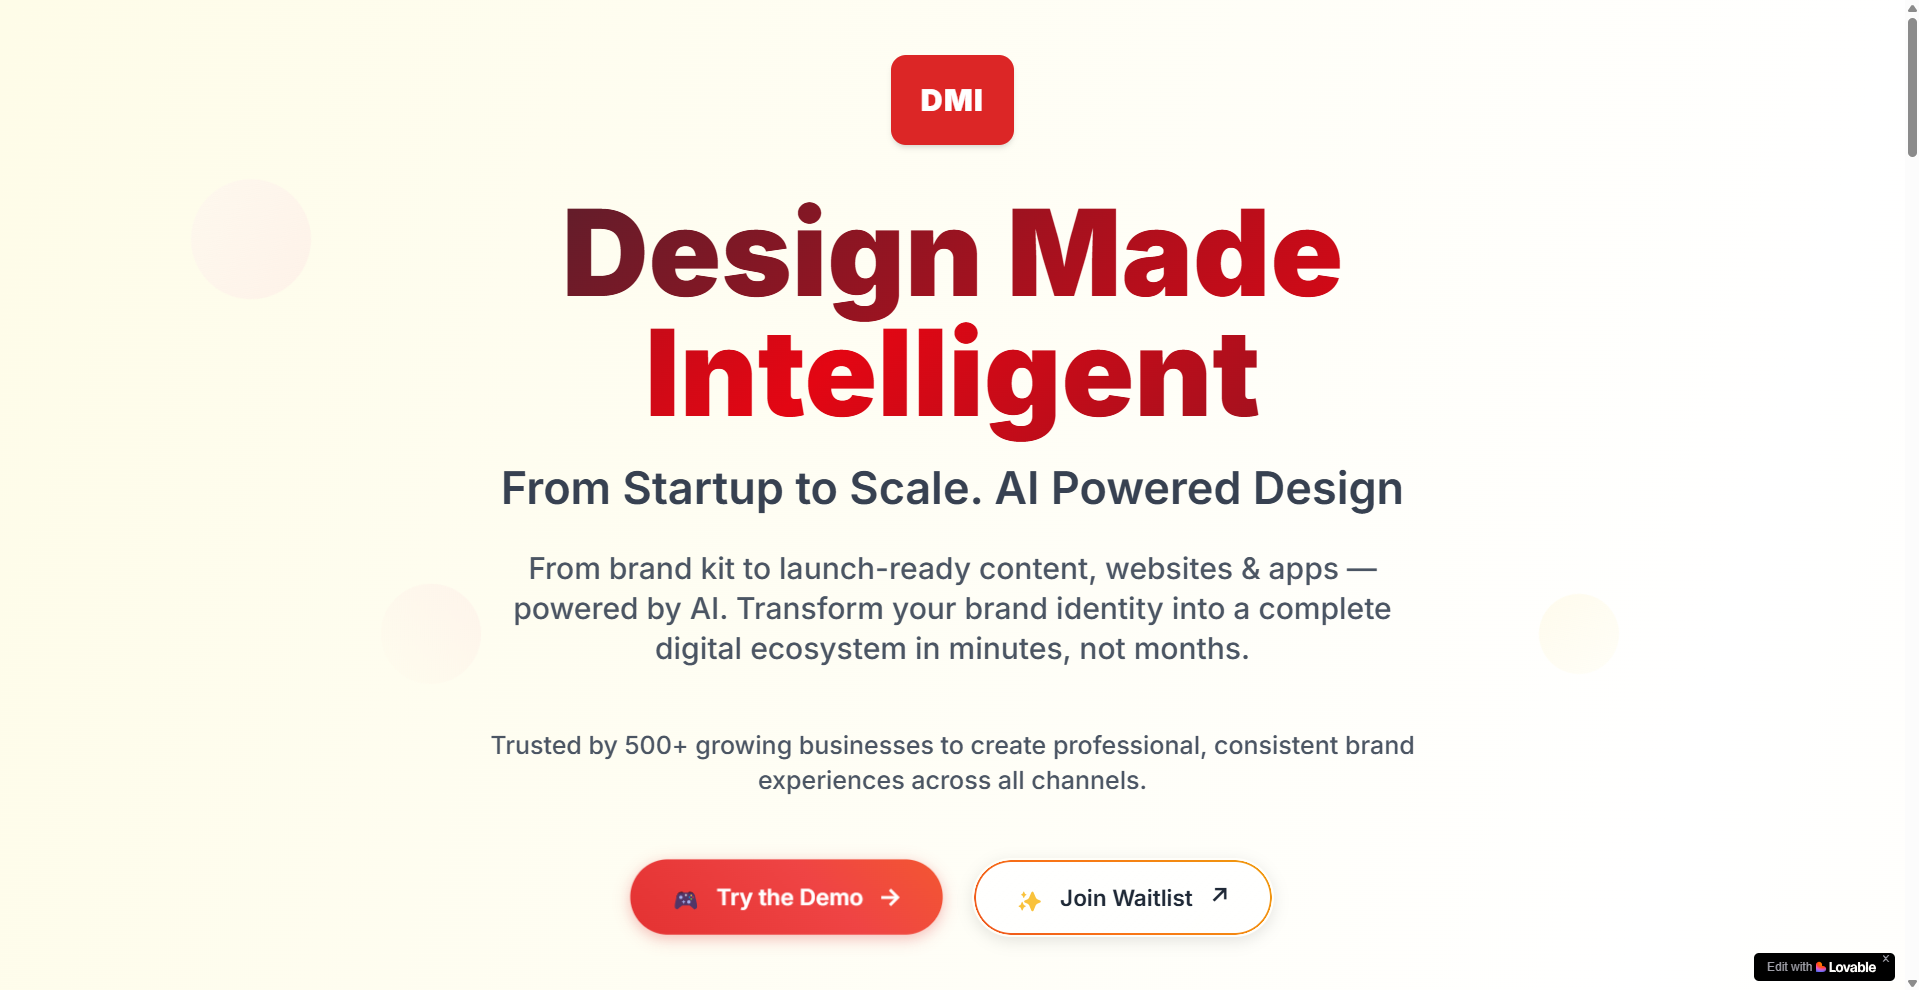 DMI
Design Made
Intelligent
From Startup to Scale. AI Powered Design
From brand kit to launch-ready content, websites & apps —
powered by AI. Transform your brand identity into a complete
digital ecosystem in minutes, not months.
Trusted by 500+ growing businesses to create professional, consistent brand
experiences across all channels.
Try the Demo →
Join Waitlist ↗
Edit with Lovable x